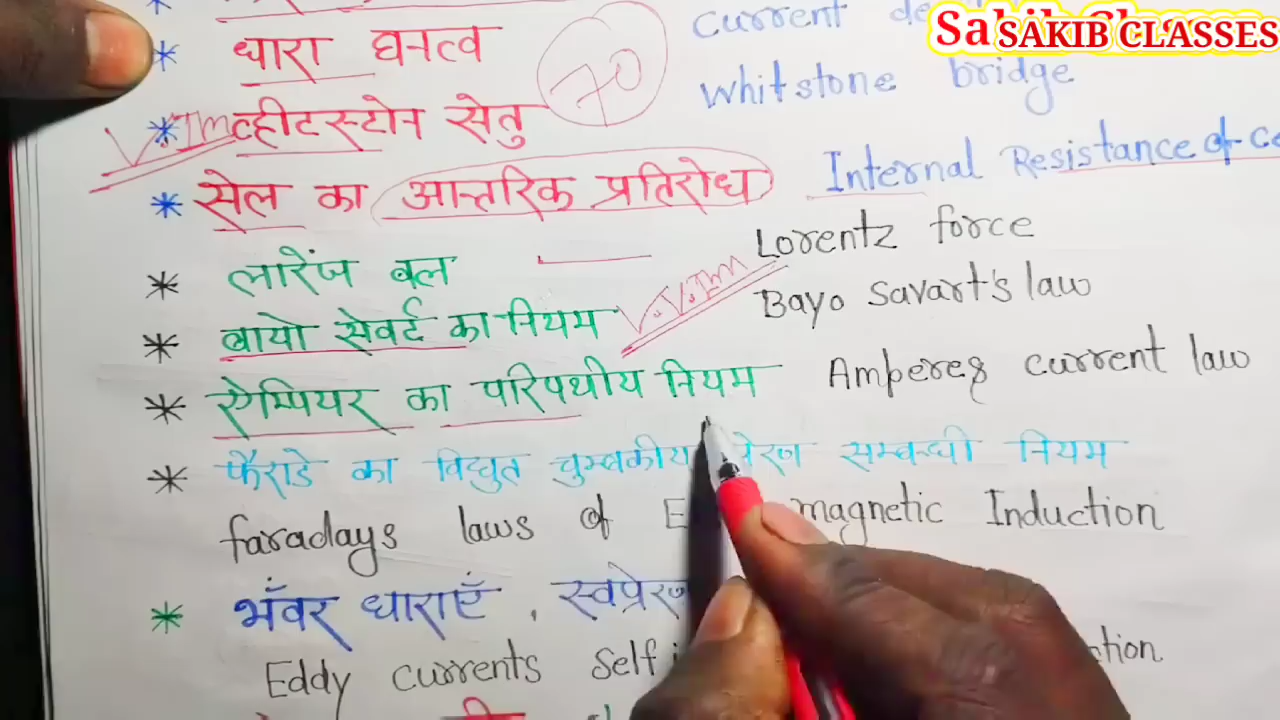 SAKIB CLASSES
धारा घनत्व 70 Current
V.Imp व्हीटस्टोन सेतु Whitstone bridge
सेल का आन्तरिक प्रतिरोध Internal Resistance of
लारेंज बल Lorentz force
बायो सेवर्ट का नियम V.V.Imp Bayo Savart's law
ऐम्पियर का परिपथीय नियम Amperes current law
फैराडे का विद्युत चुम्बकीय सम्बन्धी नियम
faradays laws of magnetic Induction
भँवर धाराएँ ,
Eddy currents Self